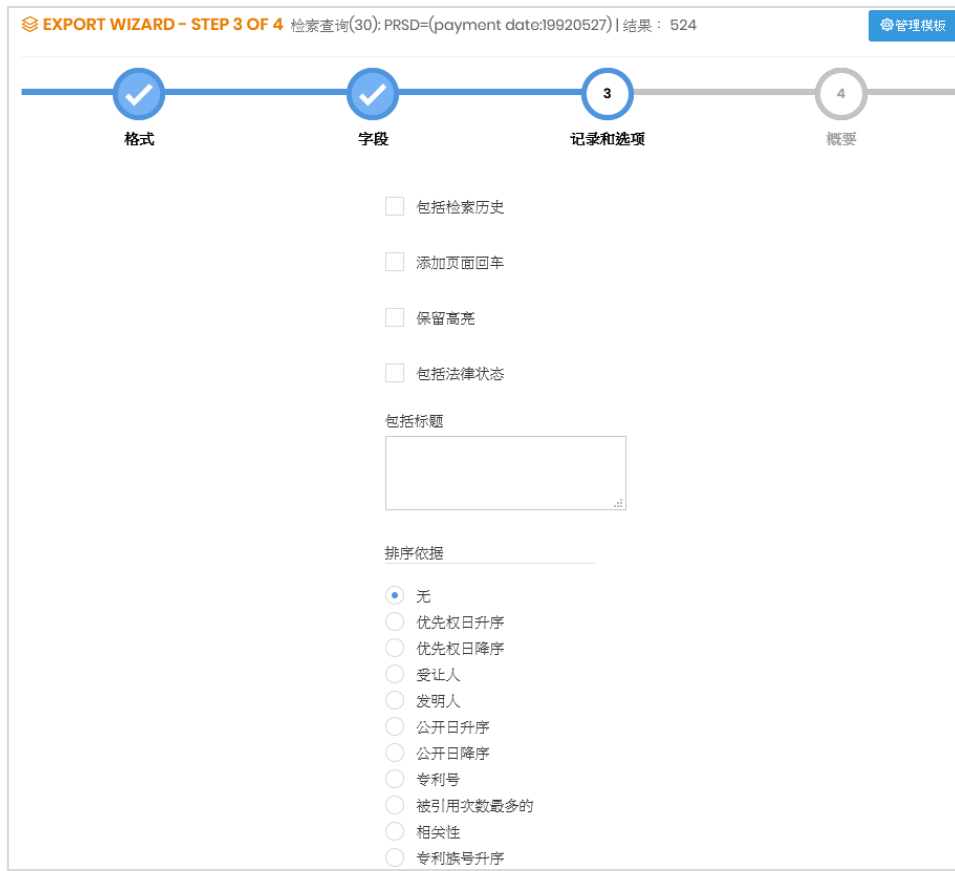 EXPORT WIZARD - STEP 3 OF 4 检索查询(30): PRSD=(payment date:19920527) | 结果： 524
管理模板
3
4
格式
字段
记录和选项
概要
包括检索历史
添加页面回车
保留高亮
包括法律状态
包括标题
排序依据
无
优先权日升序
优先权日降序
受让人
发明人
公开日升序
公开日降序
专利号
被引用次数最多的
相关性
专利族号升序